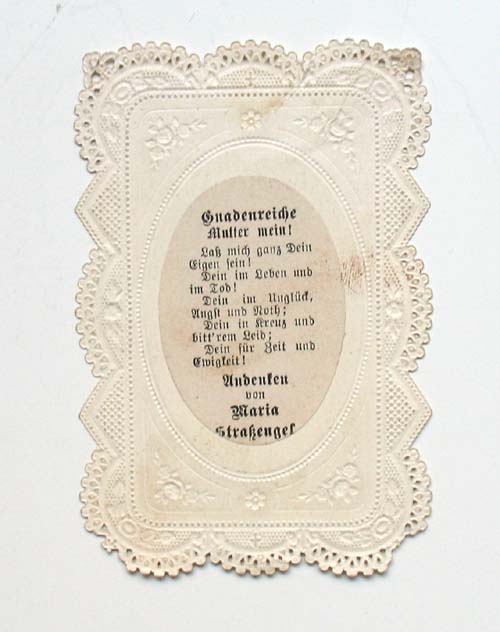 Gnadenreiche
Mutter mein!
Laß mich ganz Dein
Eigen sein!
Dein im Leben und
im Tod!
Dein im Unglück,
Angst und Noth;
Dein in Kreuz und
bitt'rem Leid;
Dein für Zeit und
Ewigkeit!
Andenken
von
Maria
Straßengel